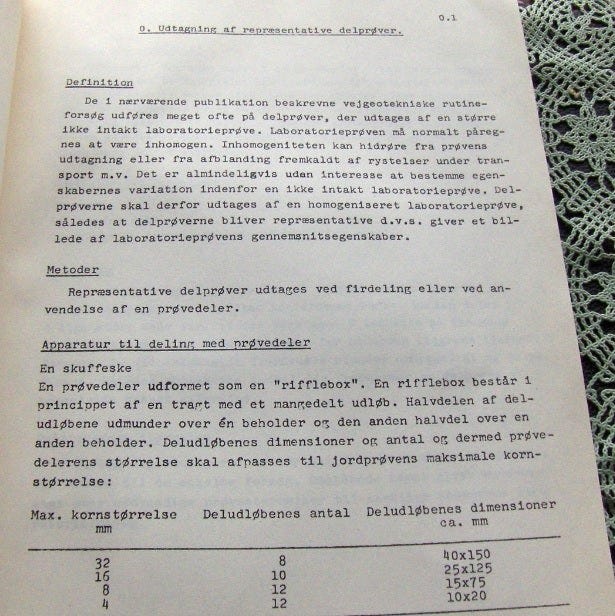 0.1
0. Udtagning af repræsentative delprøver.
Definition
De i nærværende publikation beskrevne vejgeotekniske rutine-
forsøg udføres meget ofte på delprøver, der udtages af en større
ikke intakt laboratorieprøve. Laboratorieprøven må normalt påreg-
nes at være inhomogen. Inhomogeniteten kan hidrøre fra prøvens
udtagning eller fra afblanding fremkaldt af rystelser under trans-
port m.v. Det er almindeligvis uden interesse at bestemme egen-
skabernes variation indenfor en ikke intakt laboratorieprøve. Del-
prøverne skal derfor udtages af en homogeniseret laboratorieprøve,
således at delprøverne bliver repræsentative d.v.s. giver et bil-
lede af laboratorieprøvens gennemsnitsegenskaber.
Metoder
Repræsentative delprøver udtages ved firdeling eller ved an-
vendelse af en prøvedeler.
Apparatur til deling med prøvedeler
En skuffeske
En prøvedeler udformet som en "rifflebox". En rifflebox består i
princippet af en tragt med et mangedelt udløb. Halvdelen af del-
udløbene udmunder over én beholder og den anden halvdel over en
anden beholder. Deludløbenes dimensioner og antal og dermed prøve-
delerens størrelse skal afpasses til jordprøvens maksimale korn-
størrelse:
Max. kornstørrelse Deludløbenes antal Deludløbenes dimensioner
mm ca. mm
32 8 40x150
16 10 25x125
8 12 15x75
4 12 10x20